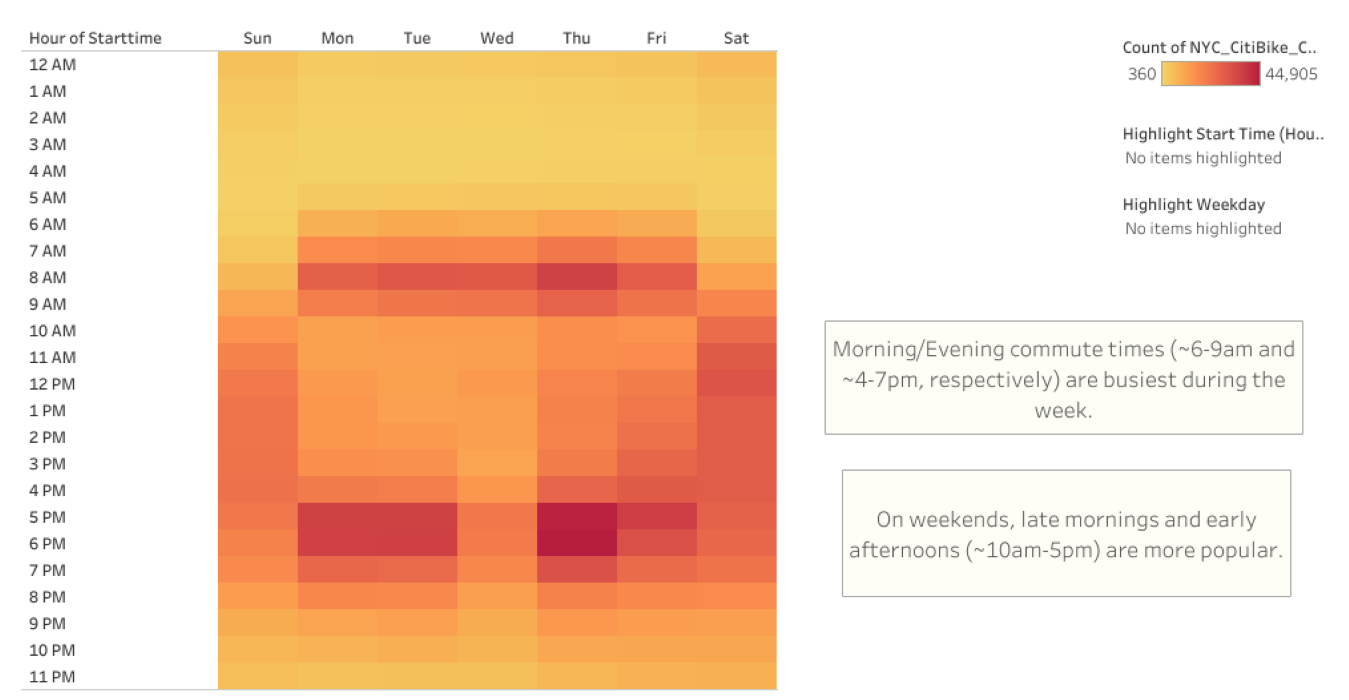 Hour of Starttime Sun Mon Tue Wed Thu Fri Sat
12 AM
1 AM
2 AM
3 AM
4 AM
5 AM
6 AM
7 AM
8 AM
9 AM
10 AM
11 AM
12 PM
1 PM
2 PM
3 PM
4 PM
5 PM
6 PM
7 PM
8 PM
9 PM
10 PM
11 PM
Count of NYC_CitiBike_C..
360 44,905
Highlight Start Time (Hou..
No items highlighted
Highlight Weekday
No items highlighted
Morning/Evening commute times (~6-9am and
~4-7pm, respectively) are busiest during the
week.
On weekends, late mornings and early
afternoons (~10am-5pm) are more popular.